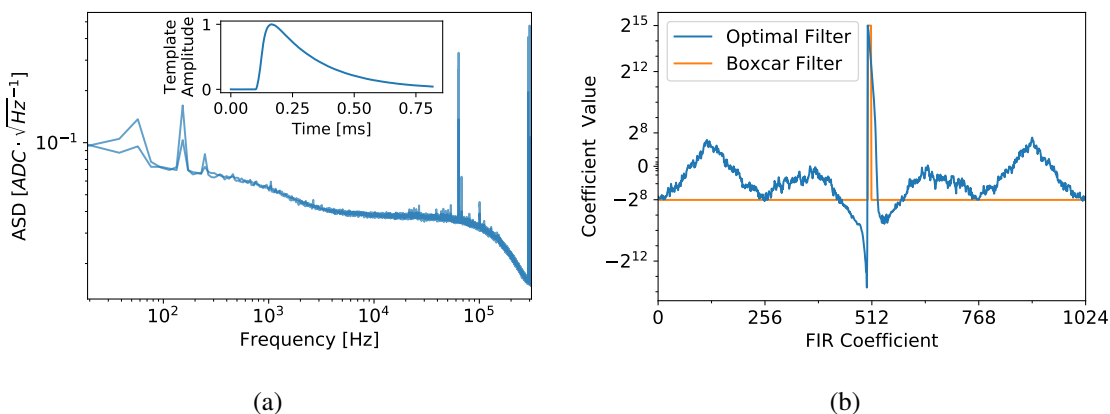 ASD [ADC · √Hz⁻¹]
10⁻¹
Template
Amplitude
1
0
0.00 0.25 0.50 0.75
Time [ms]
10² 10³ 10⁴ 10⁵
Frequency [Hz]
(a)
Coefficient Value
2¹⁵
2¹²
2⁸
0
−2⁸
−2¹²
Optimal Filter
Boxcar Filter
0 256 512 768 1024
FIR Coefficient
(b)